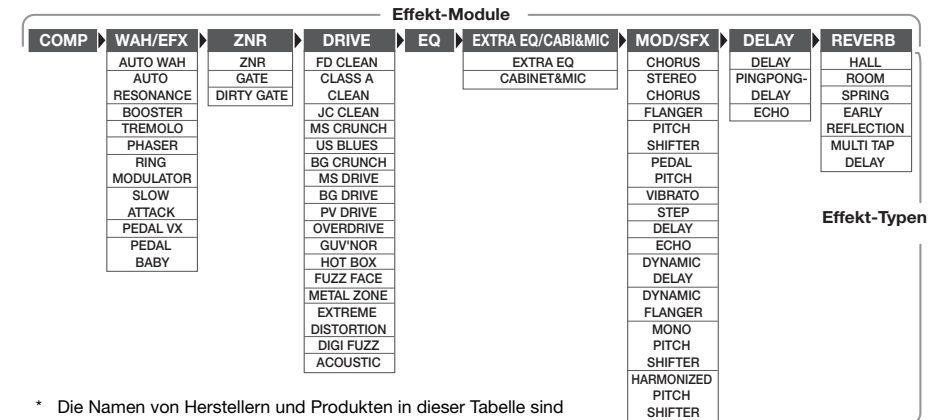 Effekt-Module
COMP WAH/EFX ZNR DRIVE EQ EXTRA EQ/CABI&MIC MOD/SFX DELAY REVERB
AUTO WAH
AUTO
RESONANCE
BOOSTER
TREMOLO
PHASER
RING
MODULATOR
SLOW
ATTACK
PEDAL VX
PEDAL
BABY
ZNR
GATE
DIRTY GATE
FD CLEAN
CLASS A
CLEAN
JC CLEAN
MS CRUNCH
US BLUES
BG CRUNCH
MS DRIVE
BG DRIVE
PV DRIVE
OVERDRIVE
GUV'NOR
HOT BOX
FUZZ FACE
METAL ZONE
EXTREME
DISTORTION
DIGI FUZZ
ACOUSTIC
EXTRA EQ
CABINET&MIC
CHORUS
STEREO
CHORUS
FLANGER
PITCH
SHIFTER
PEDAL
PITCH
VIBRATO
STEP
DELAY
ECHO
DYNAMIC
DELAY
DYNAMIC
FLANGER
MONO
PITCH
SHIFTER
HARMONIZED
PITCH
SHIFTER
DELAY
PINGPONG-
DELAY
ECHO
HALL
ROOM
SPRING
EARLY
REFLECTION
MULTI TAP
DELAY
Effekt-Typen
* Die Namen von Herstellern und Produkten in dieser Tabelle sind